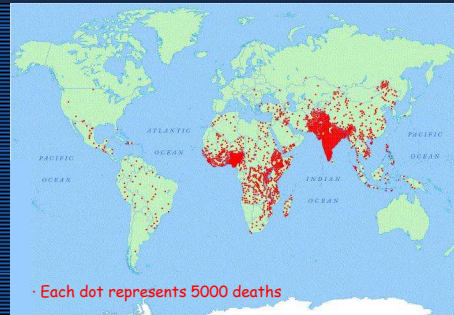 ATLANTIC
OCEAN
PACIFIC
OCEAN
PACIFIC
OCEAN
INDIAN
OCEAN
· Each dot represents 5000 deaths